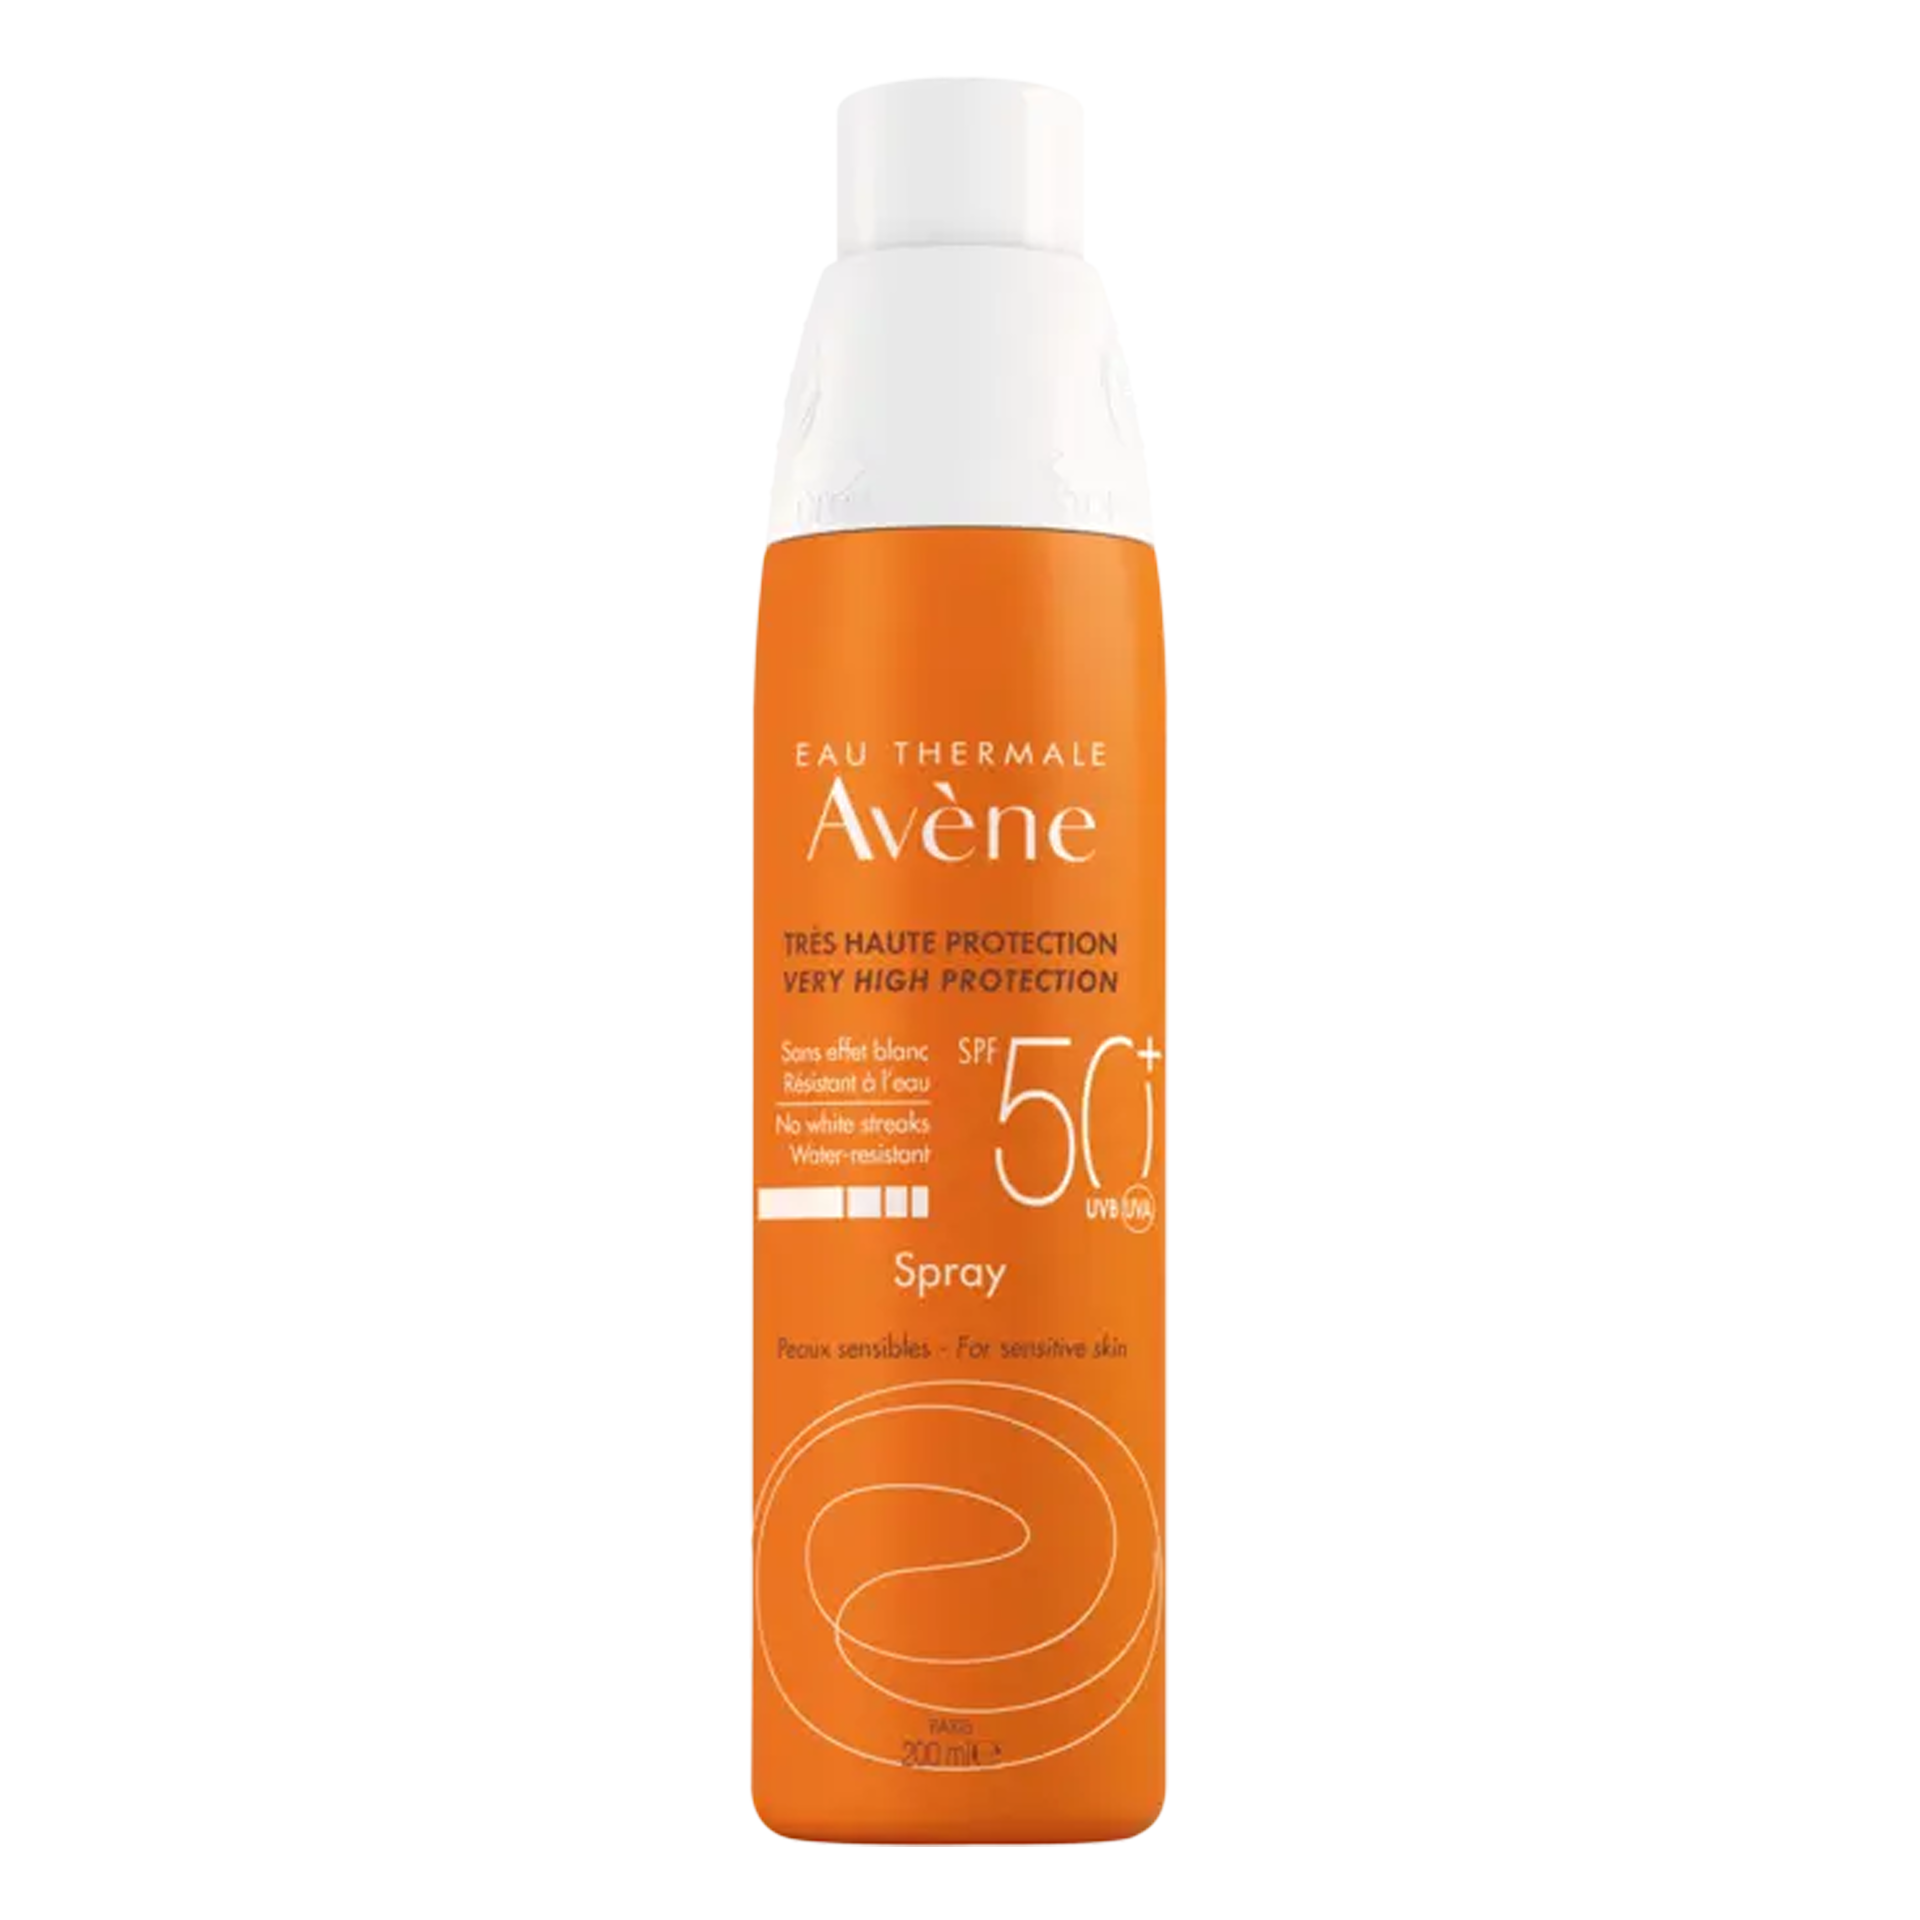 EAU THERMALE
Avène
TRÈS HAUTE PROTECTION
VERY HIGH PROTECTION
Sans effet blanc
Résistant à l'eau
No white streaks
Water-resistant
SPF 50+
UVB UVA
Spray
Peaux sensibles - For sensitive skin
PARIS
200 ml ℮